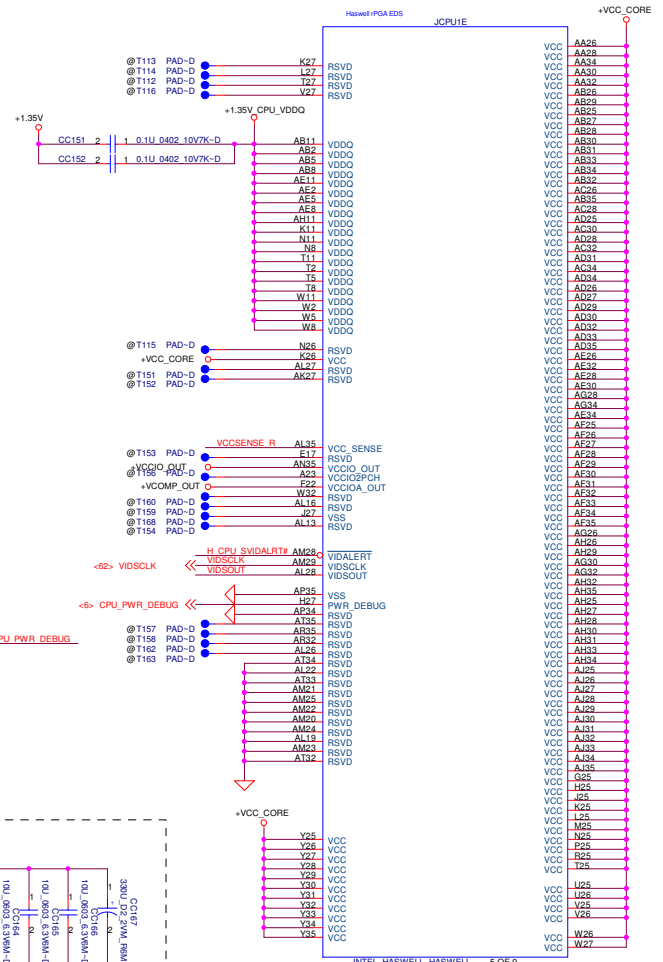 Haswell rPGA EDS
JCPU1E
+VCC_CORE
@T113 PAD~D K27 RSVD
@T114 PAD~D L27 RSVD
@T112 PAD~D T27 RSVD
@T116 PAD~D V27 RSVD
+1.35V
+1.35V_CPU_VDDQ
CC151 2 1 0.1U_0402_10V7K~D
CC152 2 1 0.1U_0402_10V7K~D
AB11 VDDQ
AB2 VDDQ
AB5 VDDQ
AB8 VDDQ
AE11 VDDQ
AE2 VDDQ
AE5 VDDQ
AE8 VDDQ
AH11 VDDQ
K11 VDDQ
N11 VDDQ
N8 VDDQ
T11 VDDQ
T2 VDDQ
T5 VDDQ
T8 VDDQ
W11 VDDQ
W2 VDDQ
W5 VDDQ
W8 VDDQ
@T115 PAD~D N26 RSVD
+VCC_CORE K26 VCC
@T151 PAD~D AL27 RSVD
@T152 PAD~D AK27 RSVD
VCCSENSE_R AL35 VCC_SENSE
@T153 PAD~D E17 RSVD
+VCCIO_OUT AN35 VCCIO_OUT
@T156 PAD~D A23 VCCIO2PCH
+VCOMP_OUT F22 VCCIOA_OUT
@T160 PAD~D W32 RSVD
@T159 PAD~D AL16 RSVD
@T168 PAD~D J27 VSS
@T154 PAD~D AL13 RSVD
H_CPU_SVIDALRT# AM28 VIDALERT
<62> VIDSCLK VIDSCLK AM29 VIDSCLK
VIDSOUT AL28 VIDSOUT
AP35 VSS
<6> CPU_PWR_DEBUG H27 PWR_DEBUG
AP34 RSVD
@T157 PAD~D AT35 RSVD
@T158 PAD~D AR35 RSVD
@T162 PAD~D AR32 RSVD
@T163 PAD~D AL26 RSVD
PU_PWR_DEBUG
AT34 RSVD
AL22 RSVD
AT33 RSVD
AM21 RSVD
AM25 RSVD
AM22 RSVD
AM20 RSVD
AM24 RSVD
AL19 RSVD
AM23 RSVD
AT32 RSVD
+VCC_CORE
Y25 VCC
Y26 VCC
Y27 VCC
Y28 VCC
Y29 VCC
Y30 VCC
Y31 VCC
Y32 VCC
Y33 VCC
Y34 VCC
Y35 VCC
VCC AA26
VCC AA28
VCC AA34
VCC AA30
VCC AA32
VCC AB26
VCC AB29
VCC AB25
VCC AB27
VCC AB28
VCC AB30
VCC AB31
VCC AB33
VCC AB34
VCC AB32
VCC AC26
VCC AB35
VCC AC28
VCC AD25
VCC AC30
VCC AD28
VCC AC32
VCC AD31
VCC AC34
VCC AD34
VCC AD26
VCC AD27
VCC AD29
VCC AD30
VCC AD32
VCC AD33
VCC AD35
VCC AE26
VCC AE32
VCC AE28
VCC AE30
VCC AG28
VCC AG34
VCC AE34
VCC AF25
VCC AF26
VCC AF27
VCC AF28
VCC AF29
VCC AF30
VCC AF31
VCC AF32
VCC AF33
VCC AF34
VCC AF35
VCC AG26
VCC AH26
VCC AH29
VCC AG30
VCC AG32
VCC AH32
VCC AH35
VCC AH25
VCC AH27
VCC AH28
VCC AH30
VCC AH31
VCC AH33
VCC AH34
VCC AJ25
VCC AJ26
VCC AJ27
VCC AJ28
VCC AJ29
VCC AJ30
VCC AJ31
VCC AJ32
VCC AJ33
VCC AJ34
VCC AJ35
VCC G25
VCC H25
VCC J25
VCC K25
VCC L25
VCC M25
VCC N25
VCC P25
VCC R25
VCC T25
VCC U25
VCC U26
VCC V25
VCC V26
VCC W26
VCC W27
CC164 1 2 10U_0603_6.3V6M~D
CC165 1 2 10U_0603_6.3V6M~
CC166 1 2 10U_0603_6.3V6M~
CC167 1 2 330U_D2_2VM_R6M
INTEL_HASWELL_HASWELL 5 OF 9